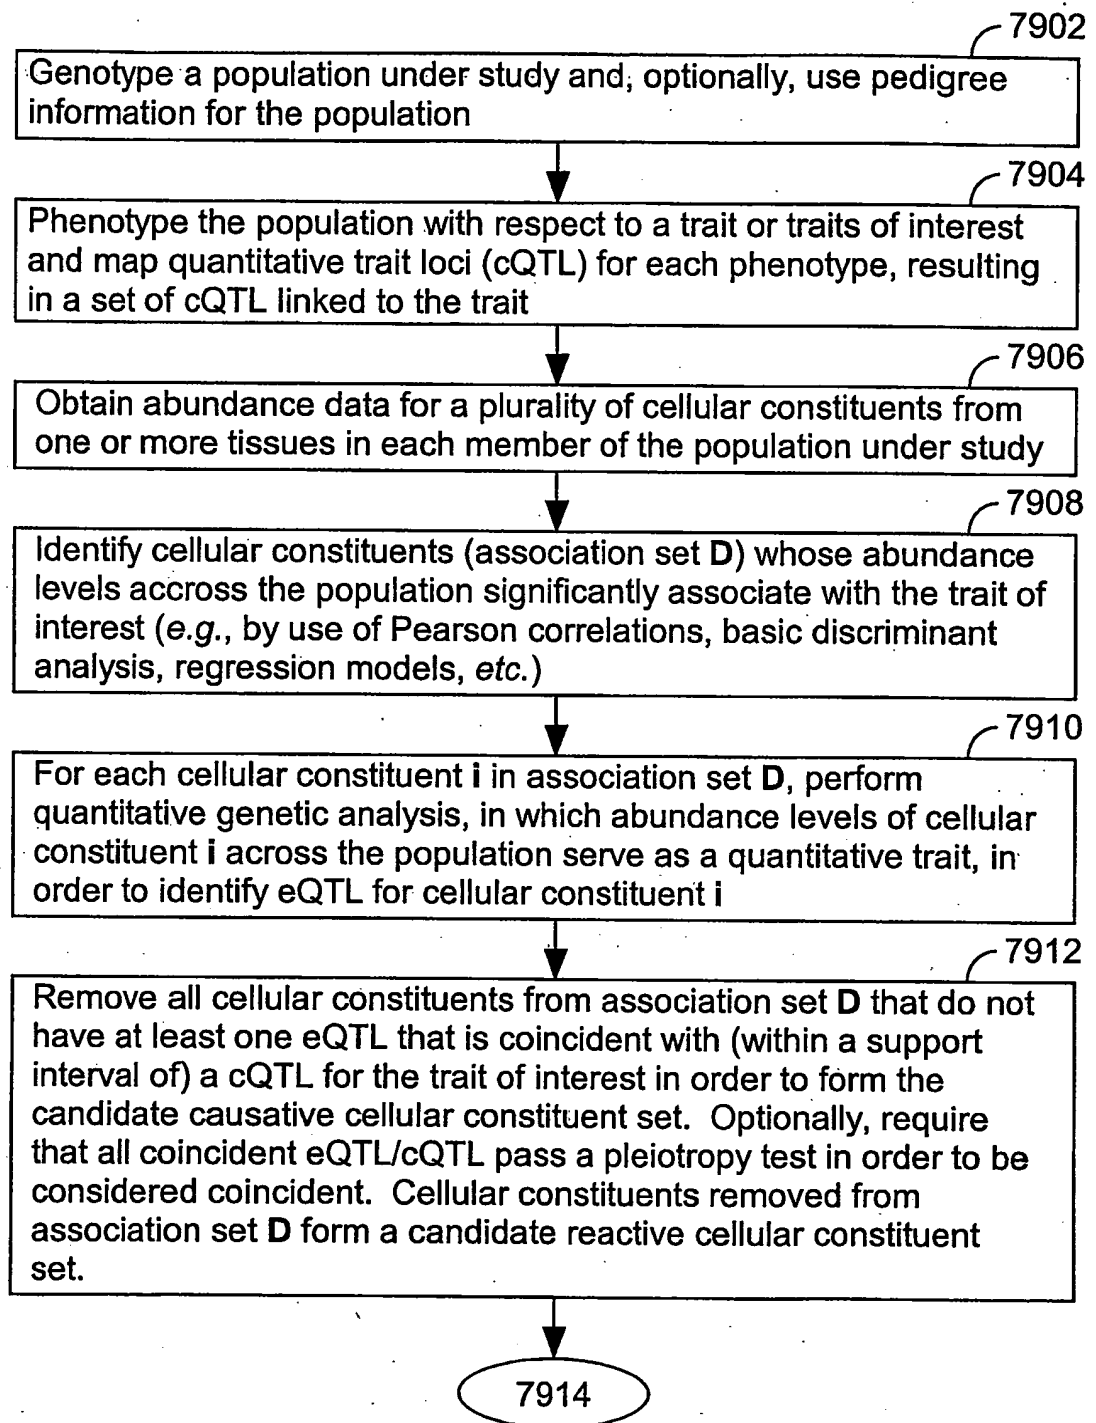 7902
Genotype a population under study and, optionally, use pedigree
information for the population
7904
Phenotype the population with respect to a trait or traits of interest
and map quantitative trait loci (cQTL) for each phenotype, resulting
in a set of cQTL linked to the trait
7906
Obtain abundance data for a plurality of cellular constituents from
one or more tissues in each member of the population under study
7908
Identify cellular constituents (association set D) whose abundance
levels accross the population significantly associate with the trait of
interest (e.g., by use of Pearson correlations, basic discriminant
analysis, regression models, etc.)
7910
For each cellular constituent i in association set D, perform
quantitative genetic analysis, in which abundance levels of cellular
constituent i across the population serve as a quantitative trait, in
order to identify eQTL for cellular constituent i
7912
Remove all cellular constituents from association set D that do not
have at least one eQTL that is coincident with (within a support
interval of) a cQTL for the trait of interest in order to form the
candidate causative cellular constituent set. Optionally, require
that all coincident eQTL/cQTL pass a pleiotropy test in order to be
considered coincident. Cellular constituents removed from
association set D form a candidate reactive cellular constituent
set.
7914